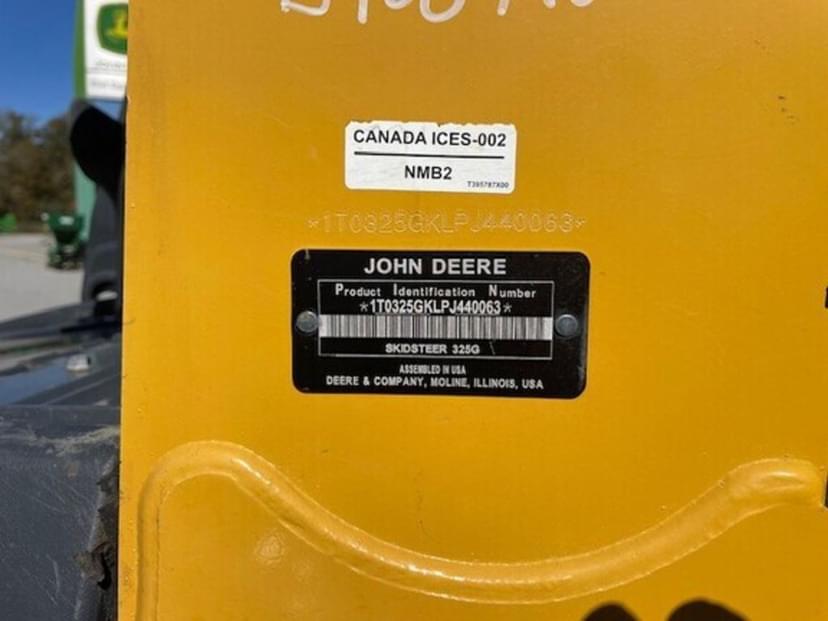 CANADA ICES-002
NMB2
T395787X00
*1T0325GKLPJ440063*
JOHN DEERE
Product Identification Number
*1T0325GKLPJ440063*
SKIDSTEER 325G
ASSEMBLED IN USA
DEERE & COMPANY, MOLINE, ILLINOIS, USA